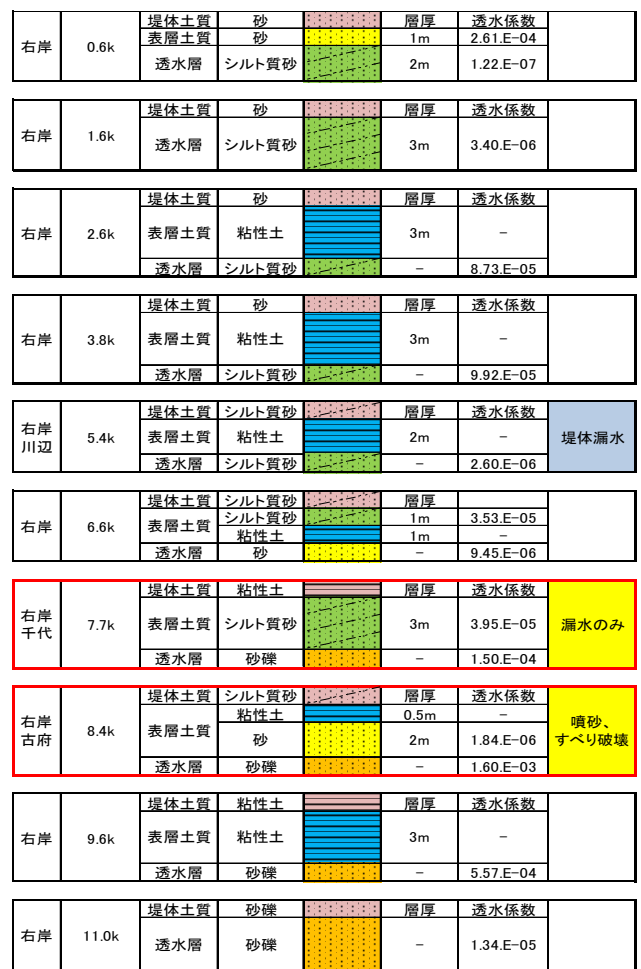 堤体土質 砂 層厚 透水係数
右岸 0.6k 表層土質 砂 1m 2.61.E-04
透水層 シルト質砂 2m 1.22.E-07
堤体土質 砂 層厚 透水係数
右岸 1.6k 透水層 シルト質砂 3m 3.40.E-06
堤体土質 砂 層厚 透水係数
右岸 2.6k 表層土質 粘性土 3m -
透水層 シルト質砂 - 8.73.E-05
堤体土質 砂 層厚 透水係数
右岸 3.8k 表層土質 粘性土 3m -
透水層 シルト質砂 - 9.92.E-05
堤体土質 シルト質砂 層厚 透水係数
右岸
川辺 5.4k 表層土質 粘性土 2m - 堤体漏水
透水層 シルト質砂 - 2.60.E-06
堤体土質 シルト質砂 層厚
右岸 6.6k 表層土質 シルト質砂 1m 3.53.E-05
粘性土 1m -
透水層 砂 - 9.45.E-06
堤体土質 粘性土 層厚 透水係数
右岸
千代 7.7k 表層土質 シルト質砂 3m 3.95.E-05 漏水のみ
透水層 砂礫 - 1.50.E-04
堤体土質 シルト質砂 層厚 透水係数
粘性土 0.5m -
右岸
古府 8.4k 表層土質 砂 2m 1.84.E-06 噴砂、
すべり破壊
透水層 砂礫 - 1.60.E-03
堤体土質 粘性土 層厚 透水係数
右岸 9.6k 表層土質 粘性土 3m -
透水層 砂礫 - 5.57.E-04
堤体土質 砂礫 層厚 透水係数
右岸 11.0k 透水層 砂礫 - 1.34.E-05